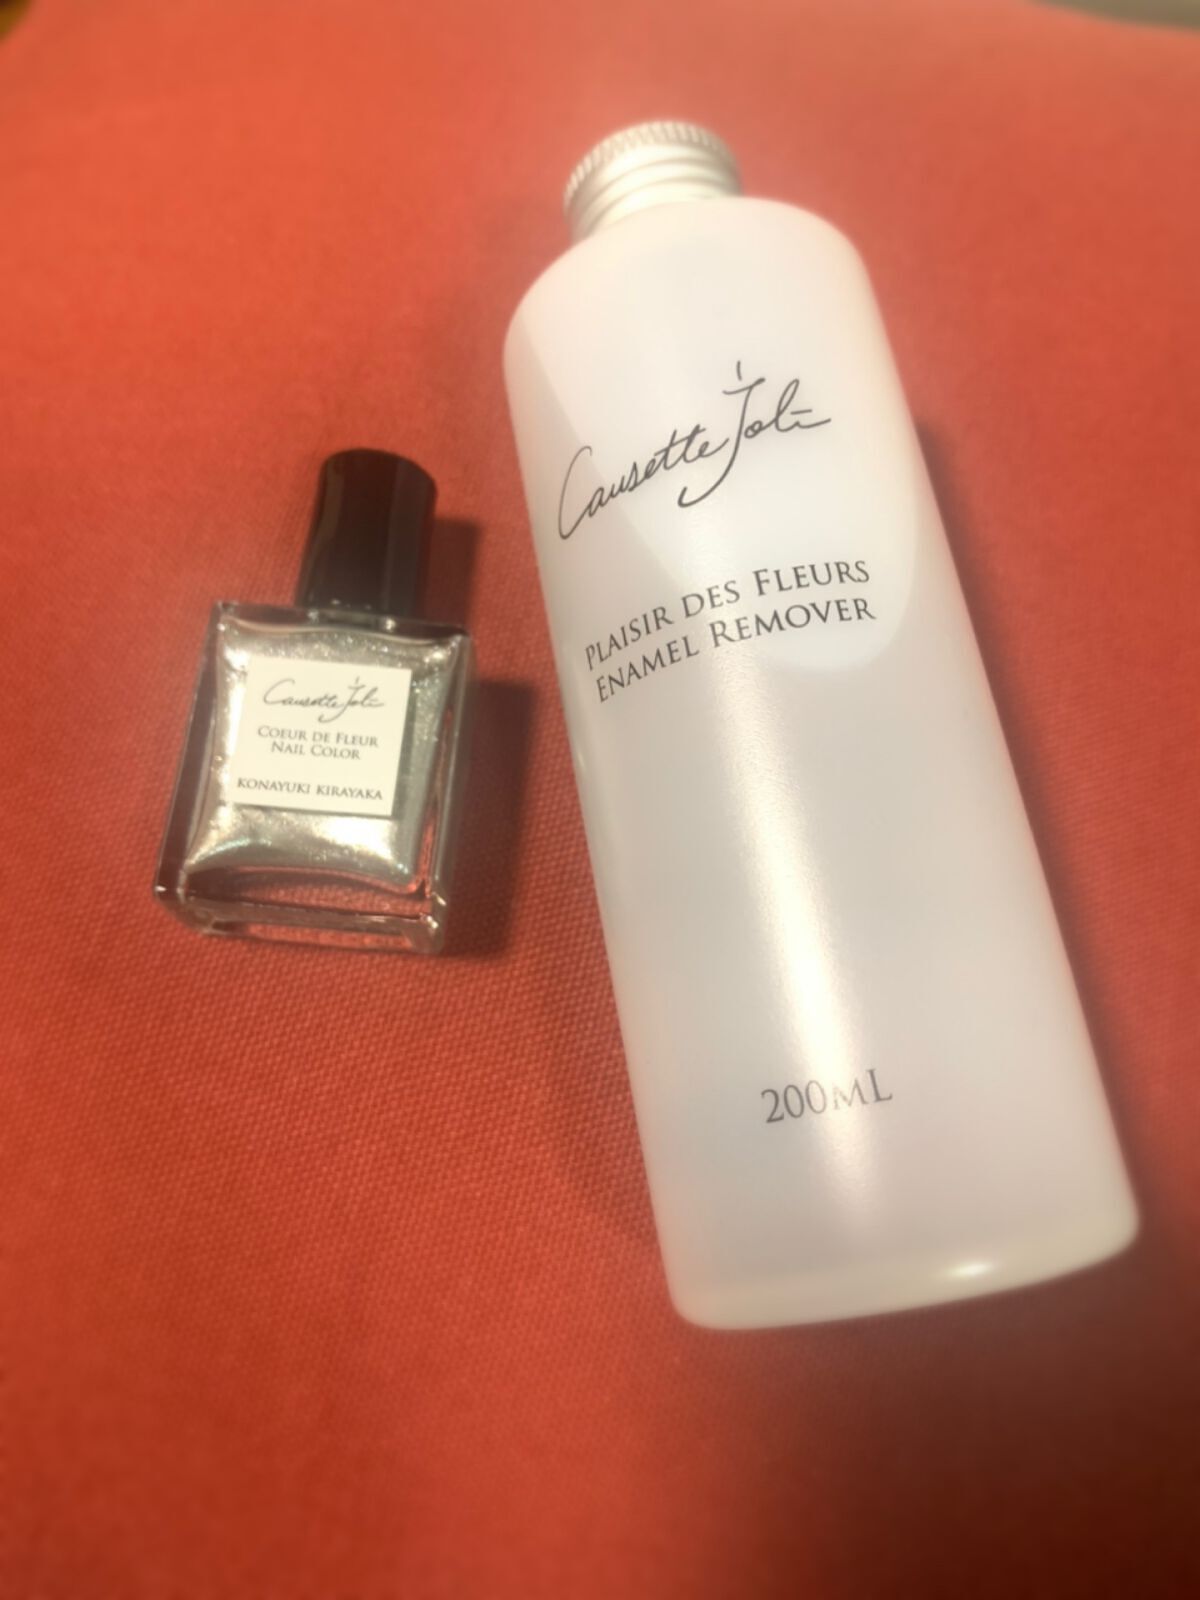 Causette Joli
COEUR DE FLEUR
NAIL COLOR
KONAYUKI KIRAYAKA
Causette Joli
PLAISIR DES FLEURS
ENAMEL REMOVER
200ML